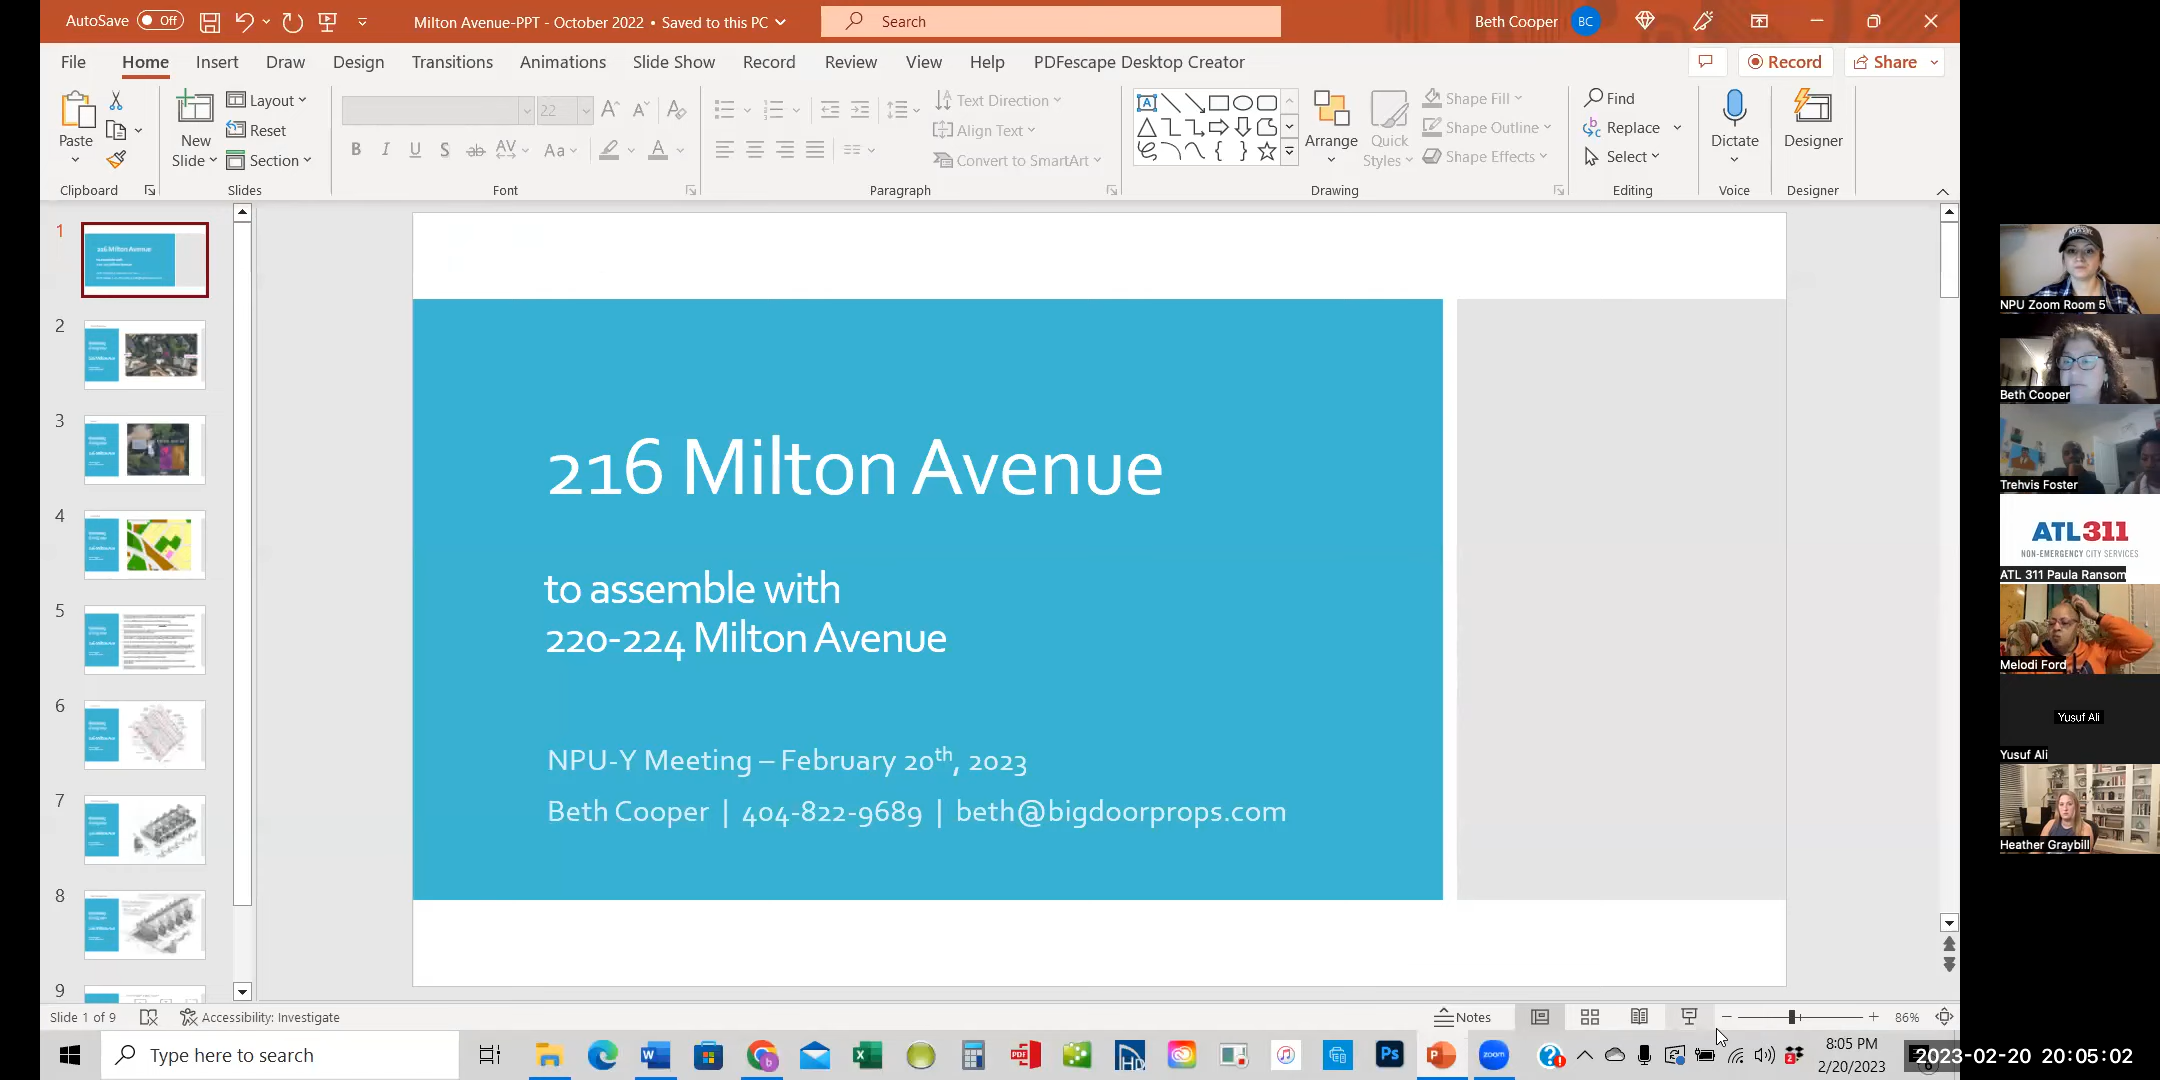 AutoSave Off
Milton Avenue-PPT - October 2022 • Saved to this PC
Search
Beth Cooper BC
File Home Insert Draw Design Transitions Animations Slide Show Record Review View Help PDFescape Desktop Creator
Record Share
Paste
Clipboard
New
Slide
Layout
Reset
Section
Slides
22
B I U S ab AV Aa A
Font
Text Direction
Align Text
Convert to SmartArt
Paragraph
Arrange
Quick
Styles
Shape Fill
Shape Outline
Shape Effects
Drawing
Find
Replace
Select
Editing
Dictate
Voice
Designer
Designer
1
2
3
4
5
6
7
8
9
216 Milton Avenue
to assemble with
220-224 Milton Avenue
NPU-Y Meeting – February 20th, 2023
Beth Cooper | 404-822-9689 | beth@bigdoorprops.com
NPU Zoom Room 5
Beth Cooper
Trehvis Foster
ATL311
NON-EMERGENCY CITY SERVICES
ATL 311 Paula Ransom
Melodi Ford
Yusuf Ali
Yusuf Ali
Heather Graybill
Slide 1 of 9
Accessibility: Investigate
Notes
86%
Type here to search
8:05 PM
2/20/2023
2023-02-20 20:05:02